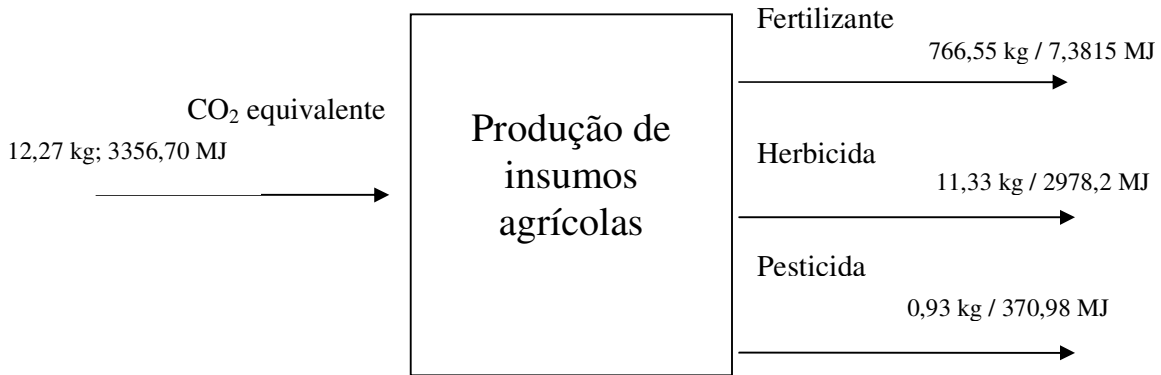 Fertilizante
766,55 kg / 7,3815 MJ
CO₂ equivalente
12,27 kg; 3356,70 MJ
Produção de
insumos
agrícolas
Herbicida
11,33 kg / 2978,2 MJ
Pesticida
0,93 kg / 370,98 MJ